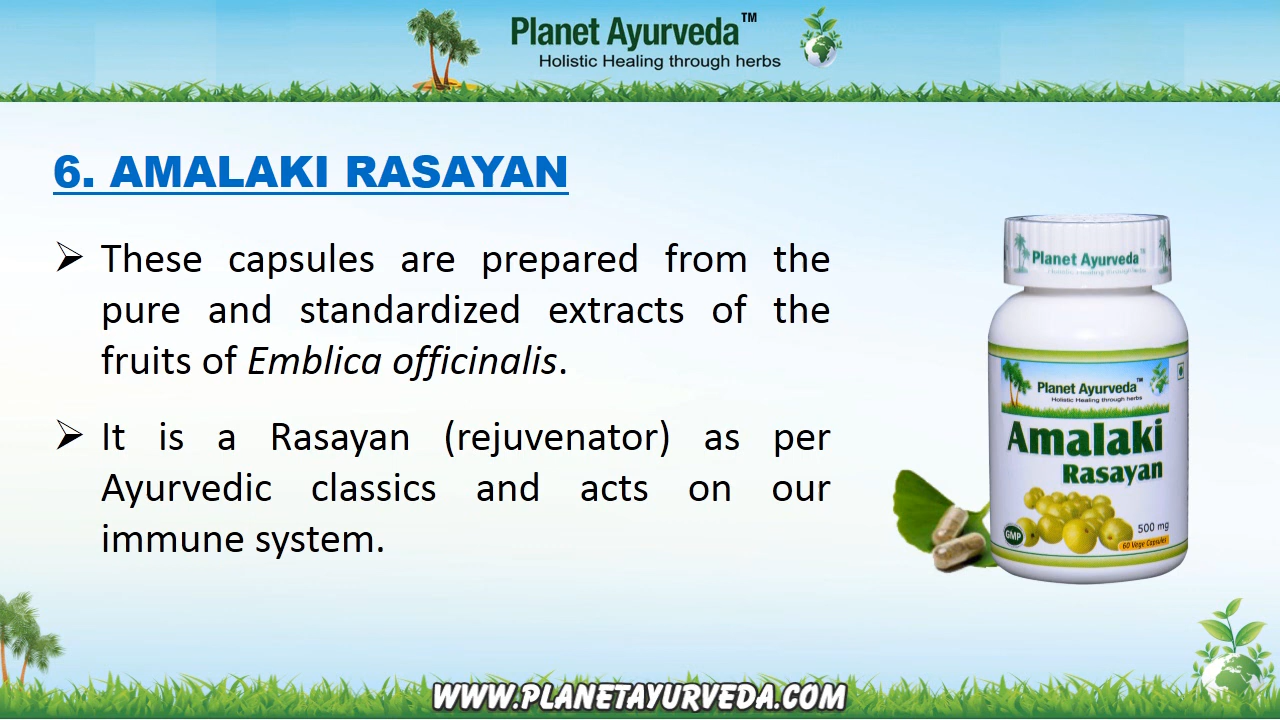 Planet Ayurveda™
Holistic Healing through herbs
6. AMALAKI RASAYAN
➢ These capsules are prepared from the
pure and standardized extracts of the
fruits of Emblica officinalis.
➢ It is a Rasayan (rejuvenator) as per
Ayurvedic classics and acts on our
immune system.
Planet Ayurveda™
Holistic Healing through herbs
Planet Ayurveda™
Holistic Healing through herbs
Amalaki
Rasayan
500 mg
GMP
60 Vege Capsules
WWW.PLANETAYURVEDA.COM